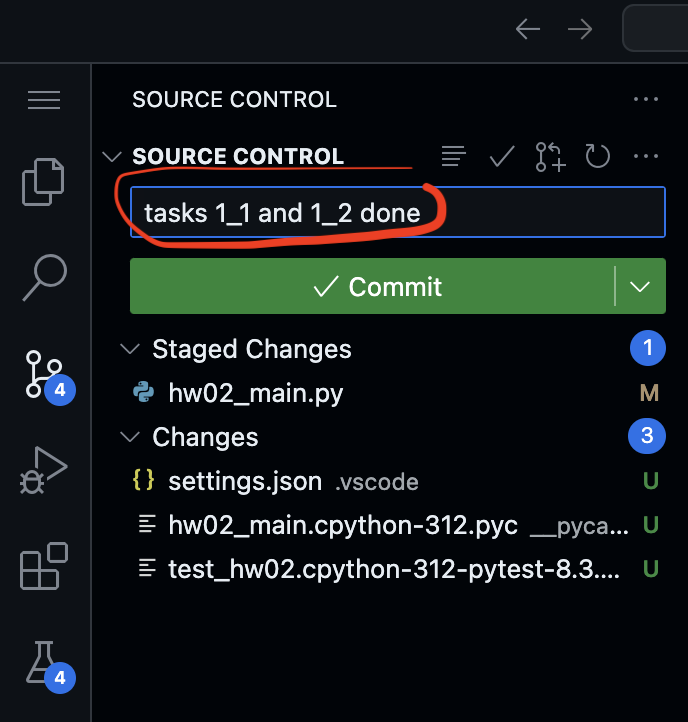 SOURCE CONTROL
SOURCE CONTROL
tasks 1_1 and 1_2 done
Commit
Staged Changes 1
hw02_main.py M
Changes 3
settings.json .vscode U
hw02_main.cpython-312.pyc __pyca... U
test_hw02.cpython-312-pytest-8.3.... U
4
4